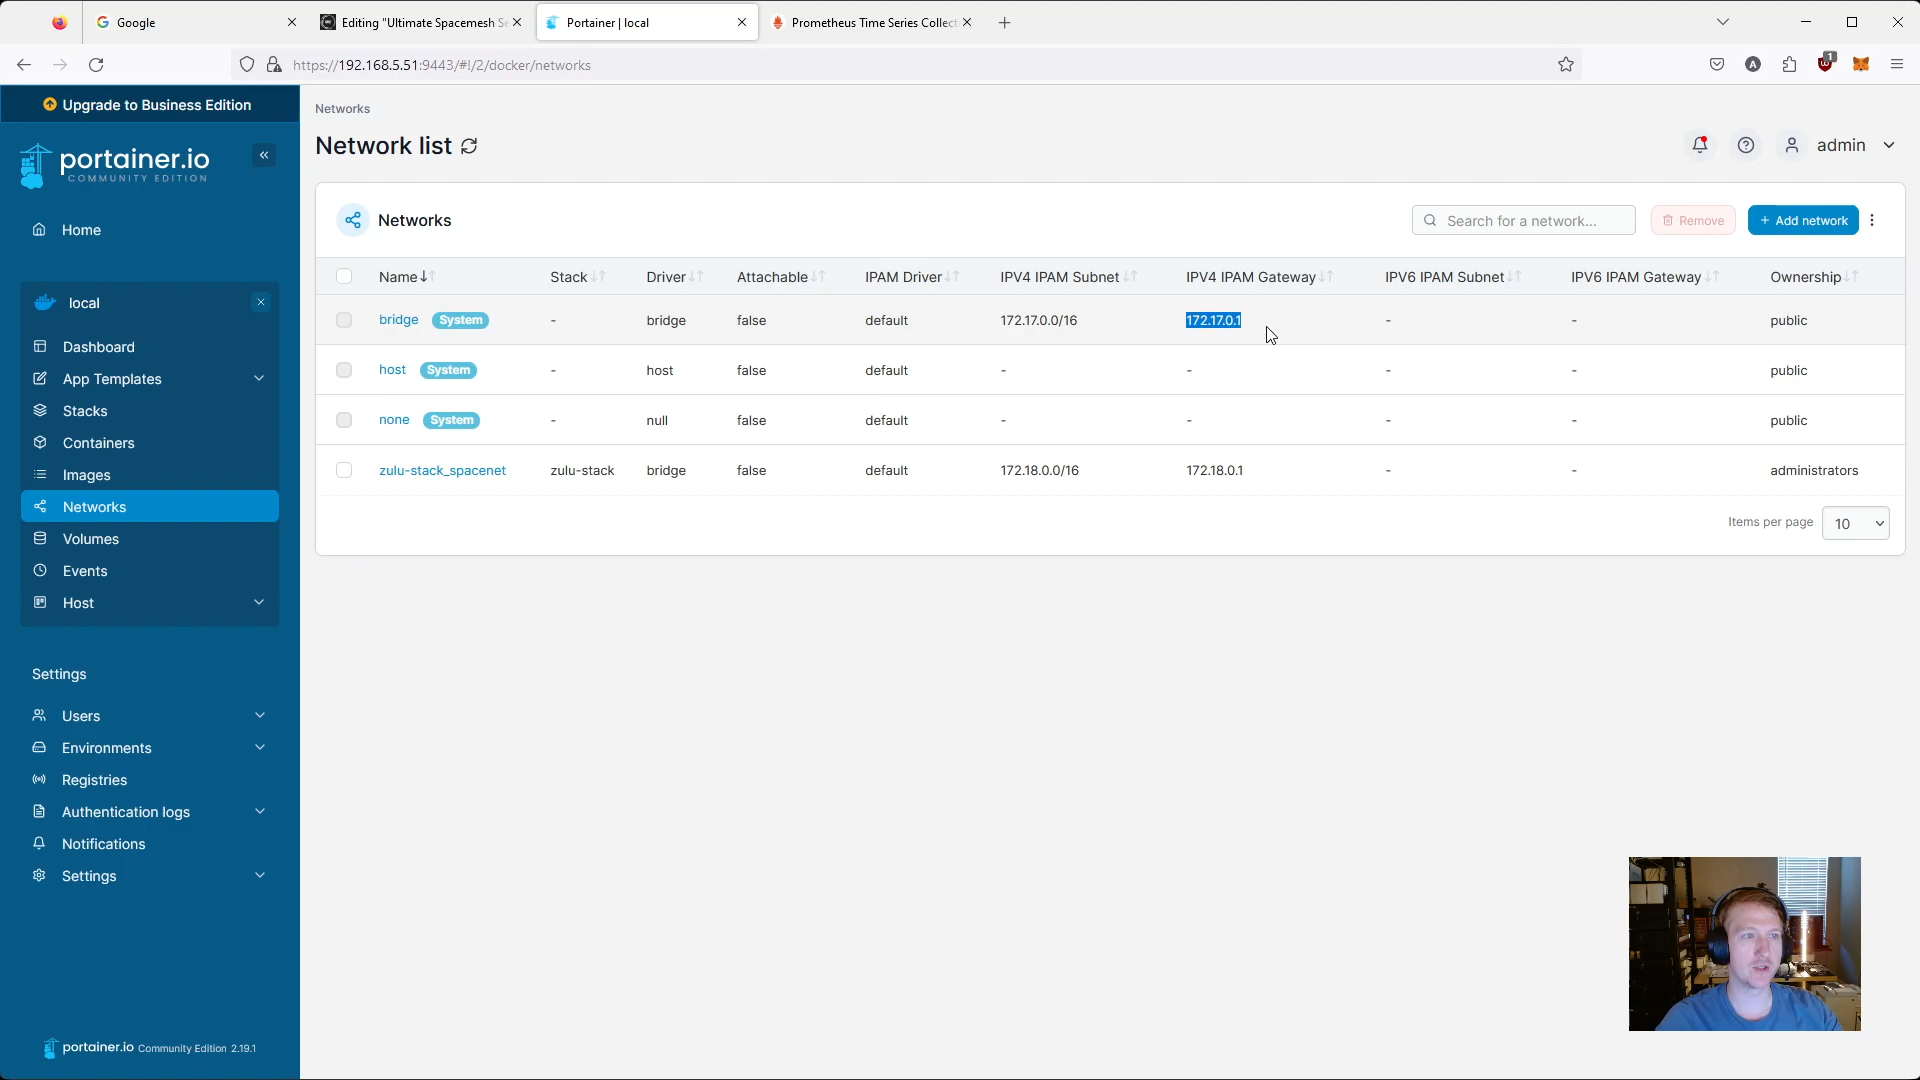 Google
Editing "Ultimate Spacemesh Se
Portainer | local
Prometheus Time Series Collect
https://192.168.5.51:9443/#!/2/docker/networks
A
1
Upgrade to Business Edition
portainer.io
COMMUNITY EDITION
Home
local
Dashboard
App Templates
Stacks
Containers
Images
Networks
Volumes
Events
Host
Settings
Users
Environments
Registries
Authentication logs
Notifications
Settings
portainer.io Community Edition 2.19.1
Networks
Network list
admin
Networks
Search for a network...
Remove
+ Add network
Name Stack Driver Attachable IPAM Driver IPV4 IPAM Subnet IPV4 IPAM Gateway IPV6 IPAM Subnet IPV6 IPAM Gateway Ownership
bridge System - bridge false default 172.17.0.0/16 172.17.0.1 - - public
host System - host false default - - - - public
none System - null false default - - - - public
zulu-stack_spacenet zulu-stack bridge false default 172.18.0.0/16 172.18.0.1 - - administrators
Items per page 10